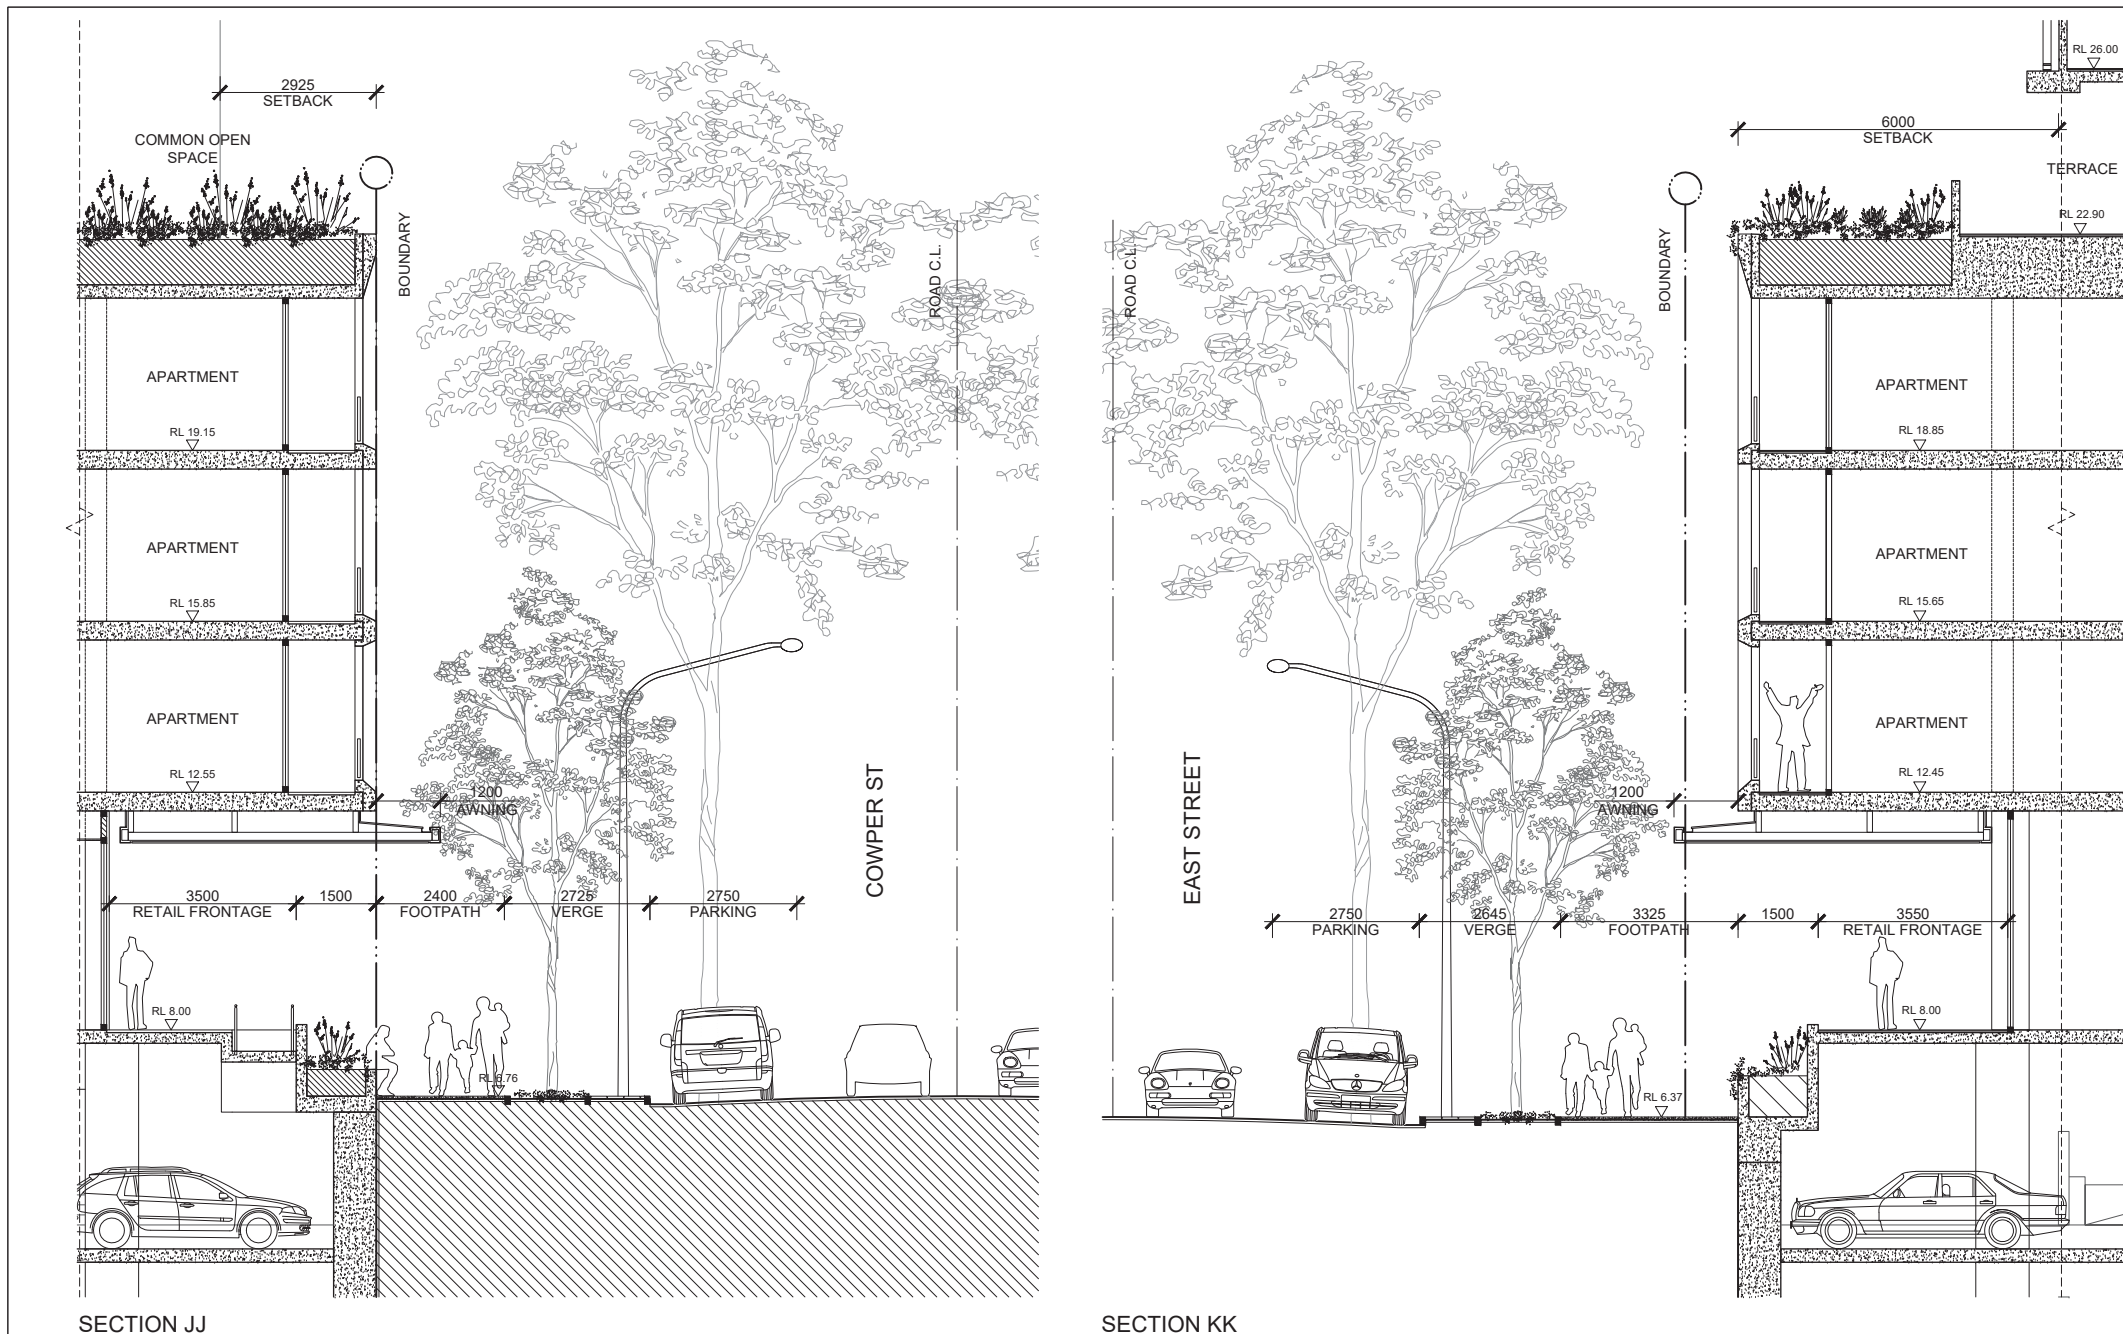 2925
SETBACK
COMMON OPEN
SPACE
BOUNDARY
ROAD C.L.
APARTMENT
RL 19.15
APARTMENT
RL 15.85
APARTMENT
RL 12.55
1200
AWNING
COWPER ST
3500
RETAIL FRONTAGE
1500
2400
FOOTPATH
2725
VERGE
2750
PARKING
RL 8.00
RL 6.76
SECTION JJ
RL 26.00
6000
SETBACK
TERRACE
RL 22.90
ROAD C.L.
BOUNDARY
APARTMENT
RL 18.85
APARTMENT
RL 15.65
APARTMENT
RL 12.45
1200
AWNING
EAST STREET
2750
PARKING
2645
VERGE
3325
FOOTPATH
1500
3550
RETAIL FRONTAGE
RL 8.00
RL 6.37
SECTION KK